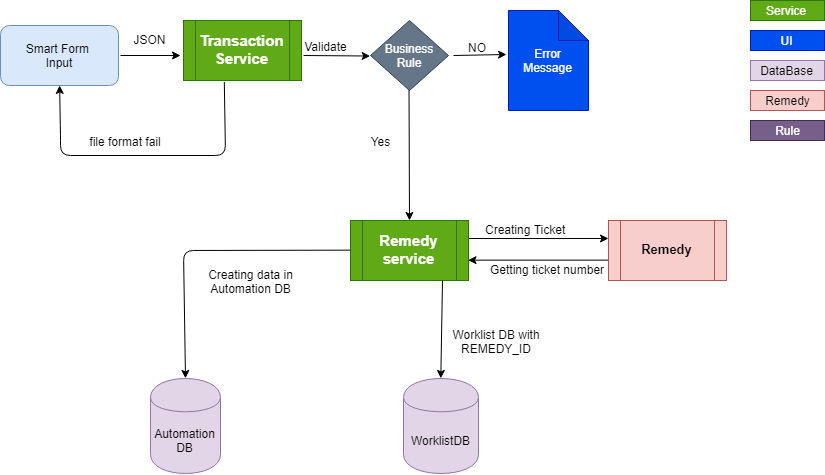 Smart Form
Input
JSON
Transaction
Service
Validate
Business
Rule
NO
Error
Message
file format fail
Yes
Remedy
service
Creating Ticket
Getting ticket number
Remedy
Creating data in
Automation DB
Worklist DB with
REMEDY_ID
Automation
DB
WorklistDB
Service
UI
DataBase
Remedy
Rule